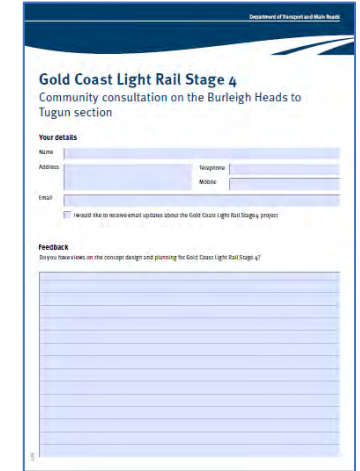 Department of Transport and Main Roads
Gold Coast Light Rail Stage 4
Community consultation on the Burleigh Heads to
Tugun section
Your details
Name
Address
Telephone
Mobile
Email
I would like to receive email updates about the Gold Coast Light Rail Stage 4 project
Feedback
Do you have views on the concept design and planning for Gold Coast Light Rail Stage 4?